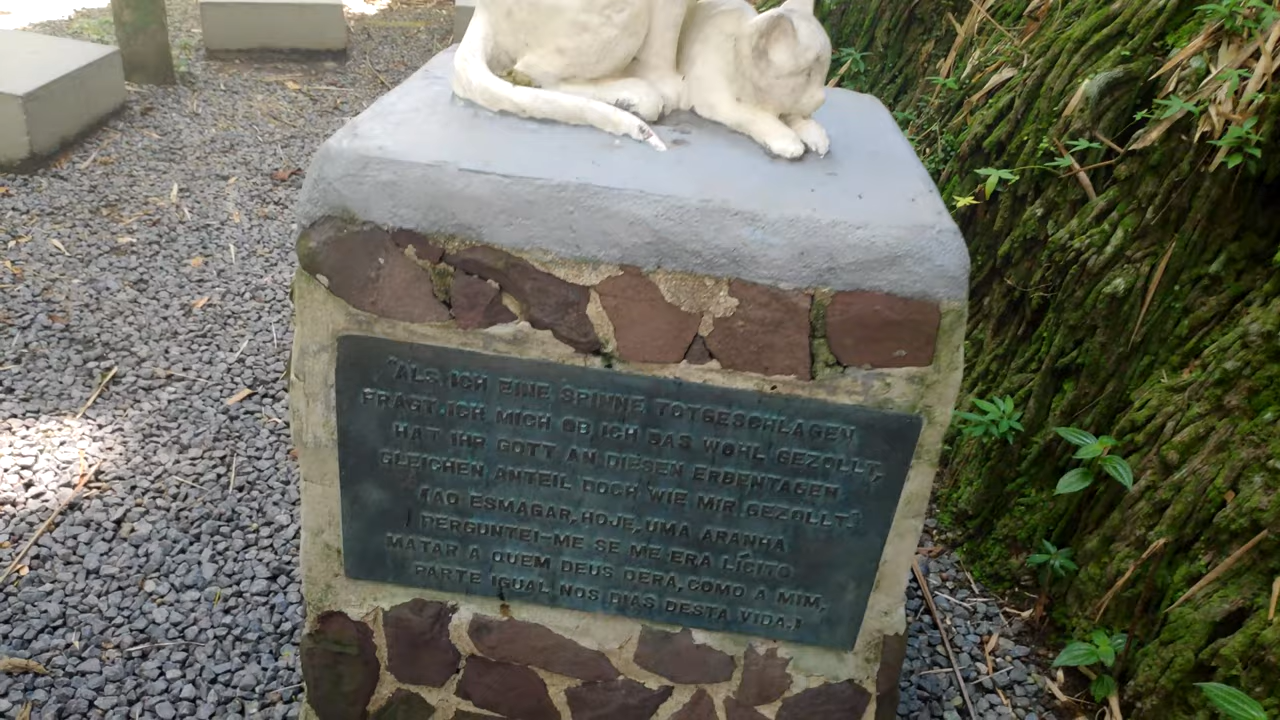 "ALS ICH EINE SPINNE TOTGESCHLAGEN
FRAGT ICH MICH OB ICH DAS WOHL GEZOLLT,
HAT IHR GOTT AN DIESEN ERDENTAGEN
GLEICHEN ANTEIL DOCH WIE MIR GEZOLLT."
(AO ESMAGAR, HOJE, UMA ARANHA
PERGUNTEI-ME SE ME ERA LÍCITO
MATAR A QUEM DEUS DERA, COMO A MIM,
PARTE IGUAL NOS DIAS DESTA VIDA.)